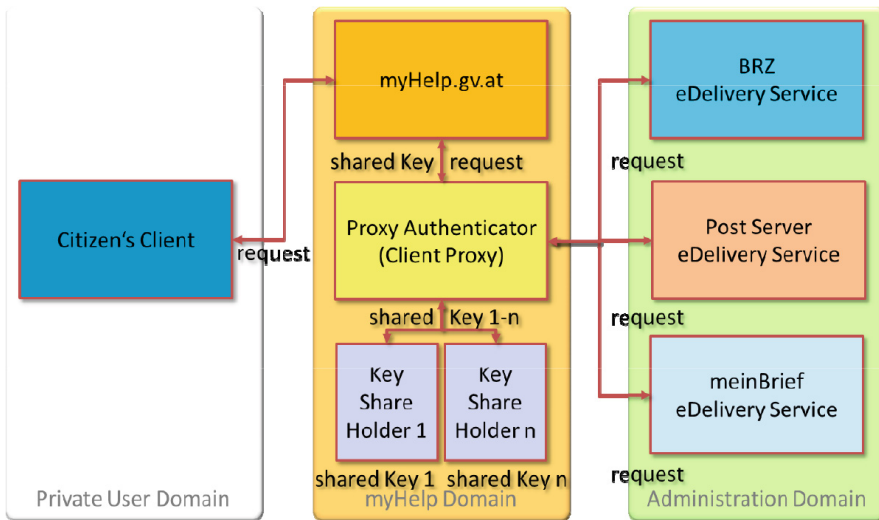 Citizen's Client
request
Private User Domain
myHelp.gv.at
shared Key request
Proxy Authenticator
(Client Proxy)
shared Key 1-n
Key
Share
Holder 1
Key
Share
Holder n
shared Key 1
shared Key n
myHelp Domain
BRZ
eDelivery Service
request
Post Server
eDelivery Service
request
meinBrief
eDelivery Service
request
Administration Domain